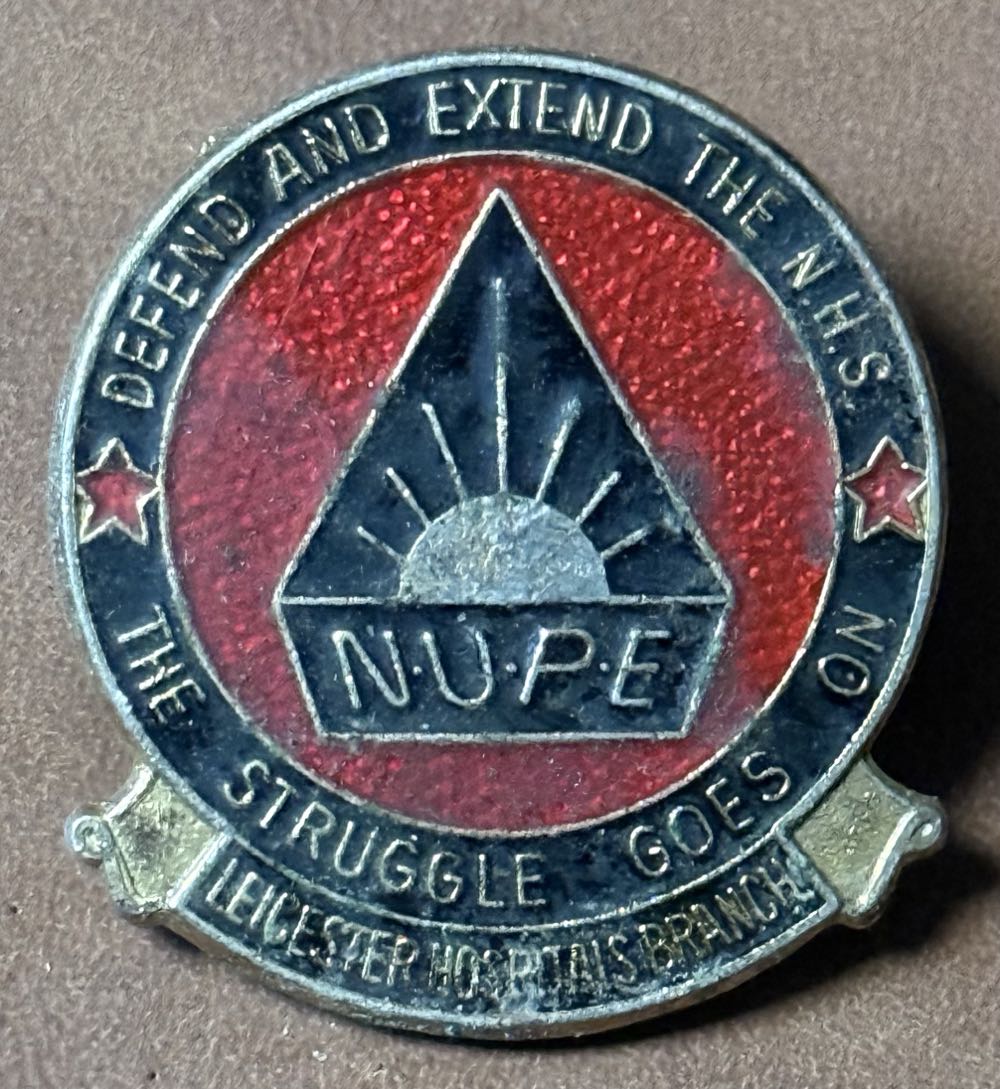 DEFEND AND EXTEND THE N.H.S.
N·U·P·E
THE STRUGGLE GOES ON
LEICESTER HOSPITALS BRANCH